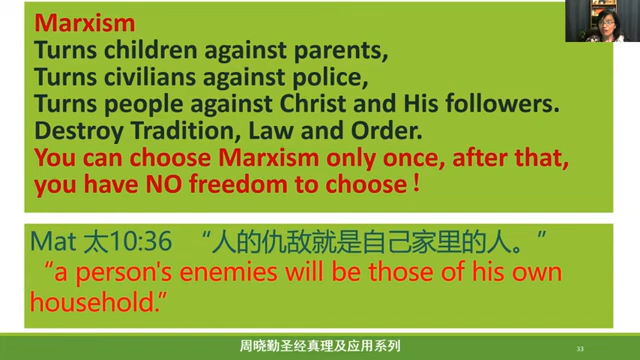 Marxism
Turns children against parents,
Turns civilians against police,
Turns people against Christ and His followers.
Destroy Tradition, Law and Order.
You can choose Marxism only once, after that,
you have NO freedom to choose！
Mat 太10:36 “人的仇敌就是自己家里的人。”
“a person's enemies will be those of his own
household.”
周晓勤圣经真理及应用系列
33